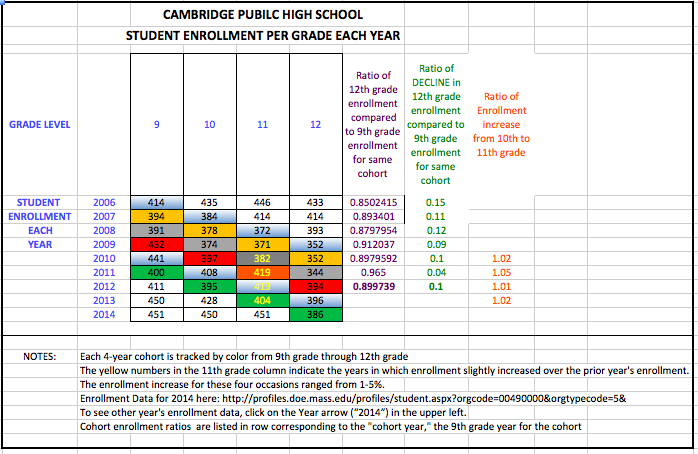 CAMBRIDGE PUBILC HIGH SCHOOL
STUDENT ENROLLMENT PER GRADE EACH YEAR
GRADE LEVEL 9 10 11 12 Ratio of 12th grade enrollment compared to 9th grade enrollment for same cohort Ratio of DECLINE in 12th grade enrollment compared to 9th grade enrollment for same cohort Ratio of Enrollment increase from 10th to 11th grade
STUDENT 2006 414 435 446 433 0.8502415 0.15
ENROLLMENT 2007 394 384 414 414 0.893401 0.11
EACH 2008 391 378 372 393 0.8797954 0.12
YEAR 2009 432 374 371 352 0.912037 0.09
2010 441 397 382 352 0.8979592 0.1 1.02
2011 400 408 419 344 0.965 0.04 1.05
2012 411 395 413 394 0.899739 0.1 1.01
2013 450 428 404 396 1.02
2014 451 450 451 386
NOTES: Each 4-year cohort is tracked by color from 9th grade through 12th grade
The yellow numbers in the 11th grade column indicate the years in which enrollment slightly increased over the prior year's enrollment.
The enrollment increase for these four occasions ranged from 1-5%.
Enrollment Data for 2014 here: http://profiles.doe.mass.edu/profiles/student.aspx?orgcode=00490000&orgtypecode=5&
To see other year's enrollment data, click on the Year arrow ("2014") in the upper left.
Cohort enrollment ratios are listed in row corresponding to the "cohort year," the 9th grade year for the cohort